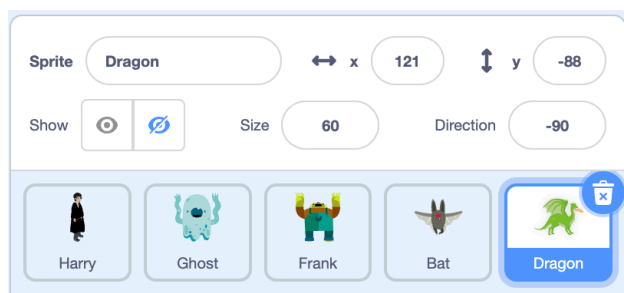 Sprite Dragon x 121 y -88
Show Size 60 Direction -90
Harry Ghost Frank Bat Dragon